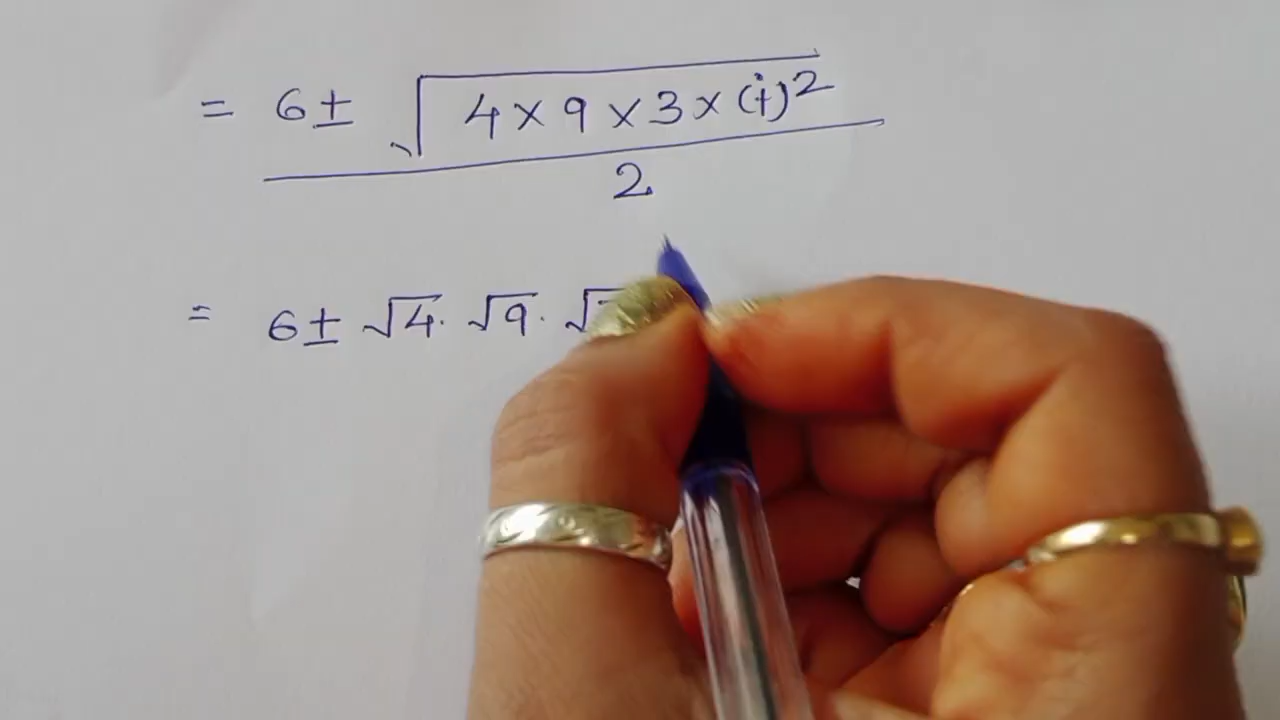 = 6 ± √4 × 9 × 3 × (i)²
2
= 6 ± √4 · √9 · √